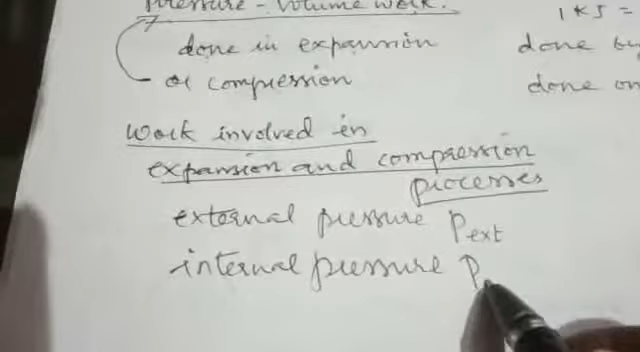 Pressure - Volume work.
1 KJ =
done in expansion
done by
or compression
done on
Work involved in
expansion and compression
processes
external pressure Pext
internal pressure P